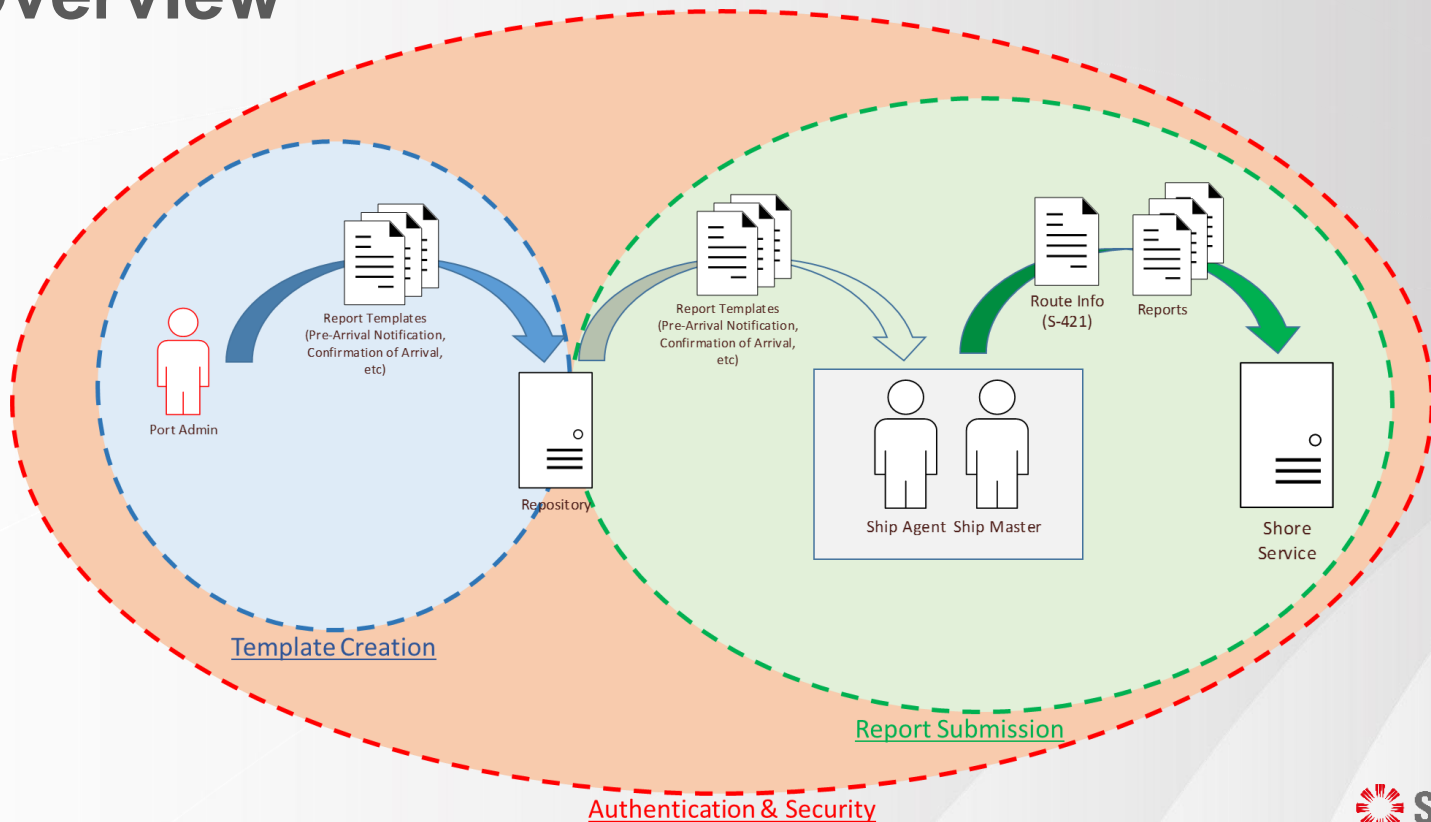 Overview
Report Templates
(Pre-Arrival Notification,
Confirmation of Arrival,
etc)
Port Admin
Repository
Template Creation
Report Templates
(Pre-Arrival Notification,
Confirmation of Arrival,
etc)
Ship Agent Ship Master
Route Info
(S-421)
Reports
Shore
Service
Report Submission
Authentication & Security
S